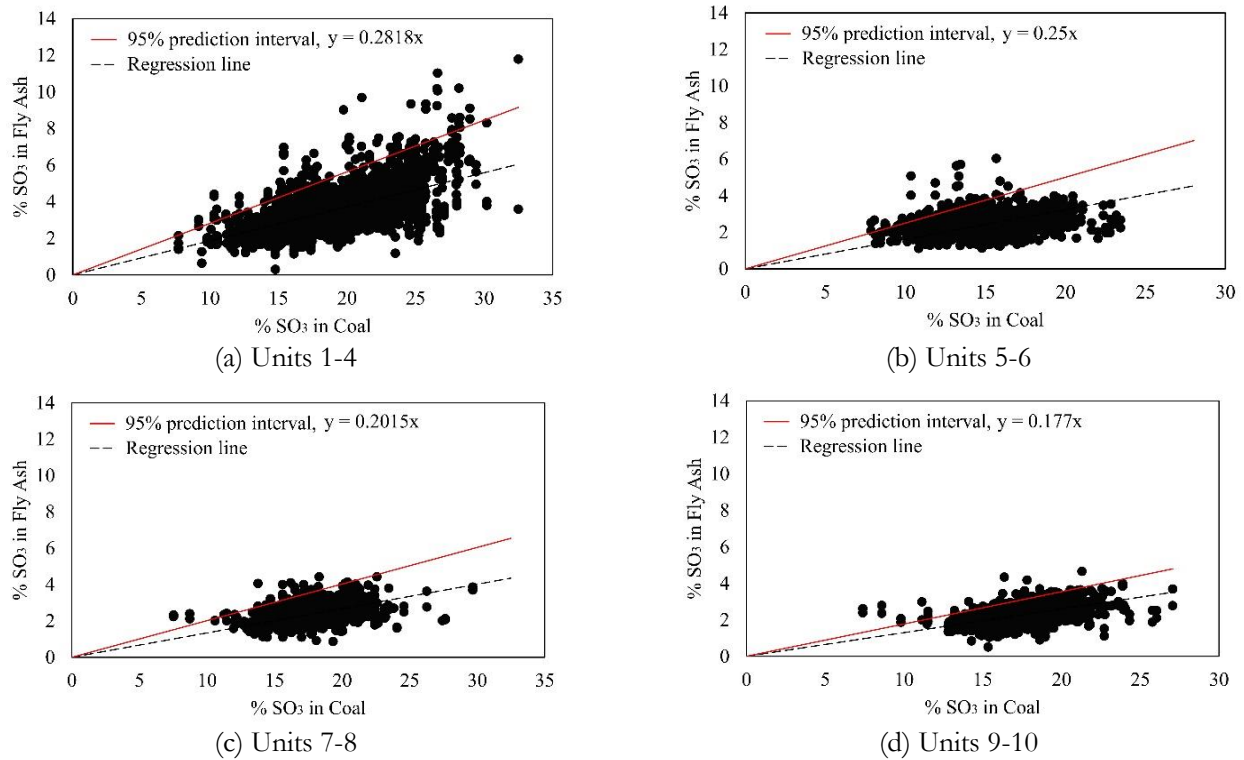 14
12
10
8
6
4
2
0
% SO₃ in Fly Ash
95% prediction interval, y = 0.2818x
Regression line
0 5 10 15 20 25 30 35
% SO₃ in Coal
(a) Units 1-4
14
12
10
8
6
4
2
0
% SO₃ in Fly Ash
95% prediction interval, y = 0.25x
Regression line
0 5 10 15 20 25 30
% SO₃ in Coal
(b) Units 5-6
14
12
10
8
6
4
2
0
% SO₃ in Fly Ash
95% prediction interval, y = 0.2015x
Regression line
0 5 10 15 20 25 30 35
% SO₃ in Coal
(c) Units 7-8
14
12
10
8
6
4
2
0
% SO₃ in Fly Ash
95% prediction interval, y = 0.177x
Regression line
0 5 10 15 20 25 30
% SO₃ in Coal
(d) Units 9-10